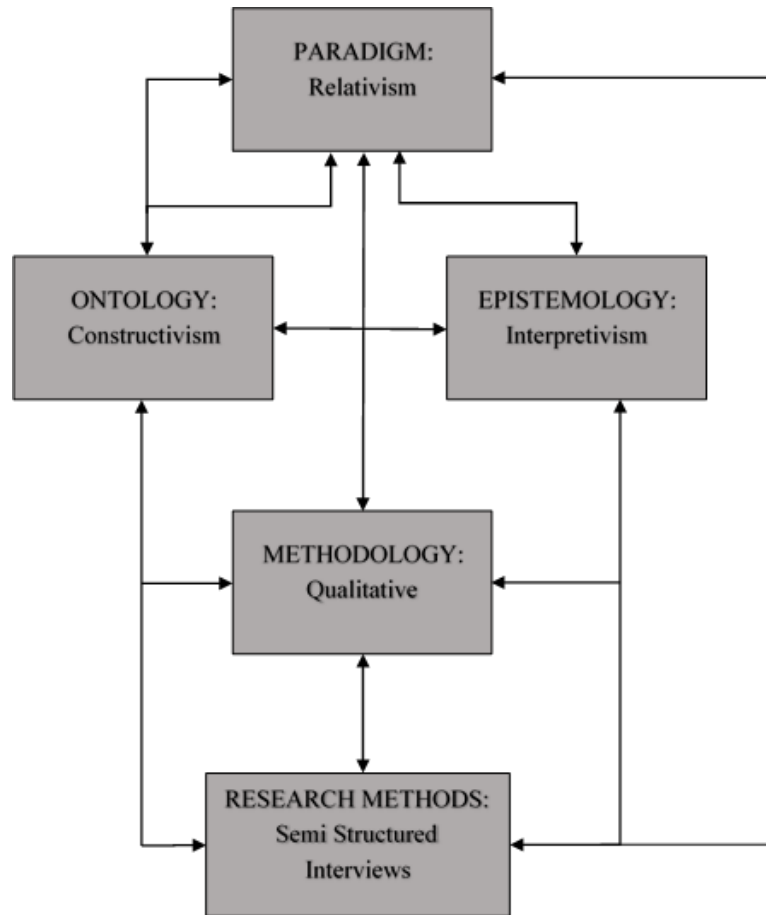 PARADIGM:
Relativism
ONTOLOGY:
Constructivism
EPISTEMOLOGY:
Interpretivism
METHODOLOGY:
Qualitative
RESEARCH METHODS:
Semi Structured
Interviews